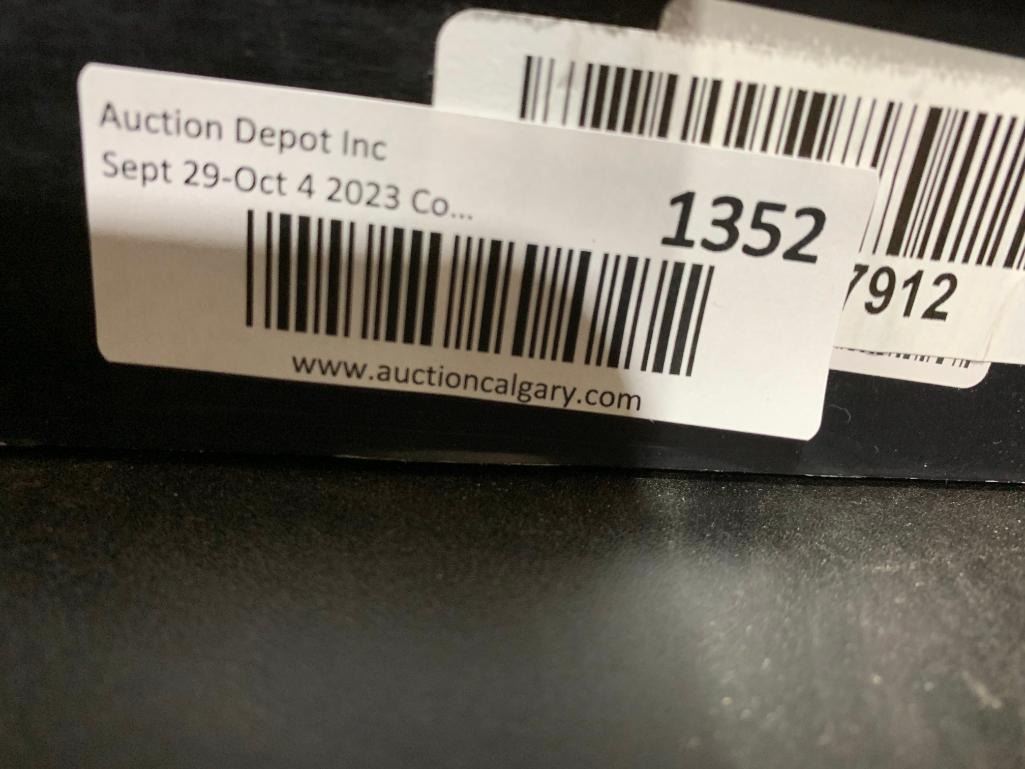 Auction Depot Inc
Sept 29-Oct 4 2023 Co...
1352
www.auctioncalgary.com
7912